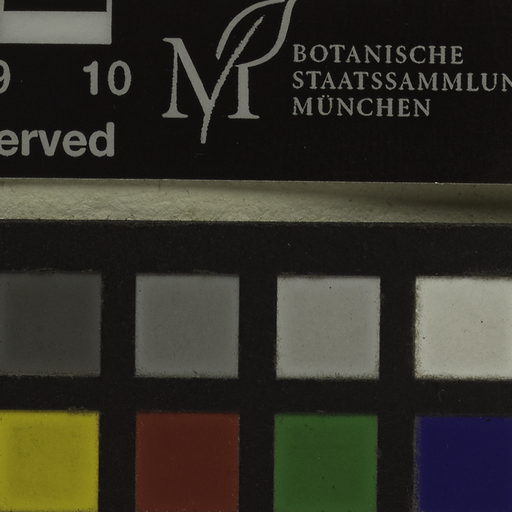 9 10
erved
M
BOTANISCHE
STAATSSAMMLUN
MÜNCHEN